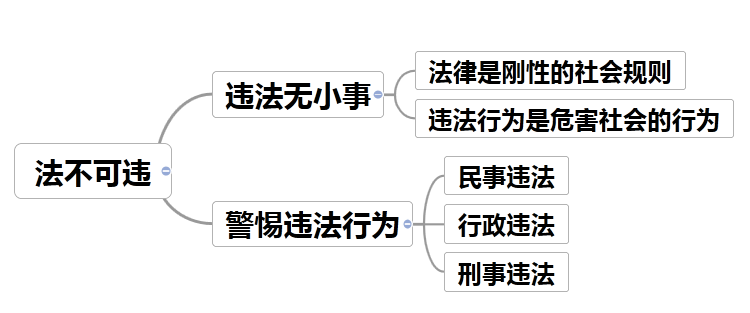 法不可违
违法无小事
法律是刚性的社会规则
违法行为是危害社会的行为
警惕违法行为
民事违法
行政违法
刑事违法